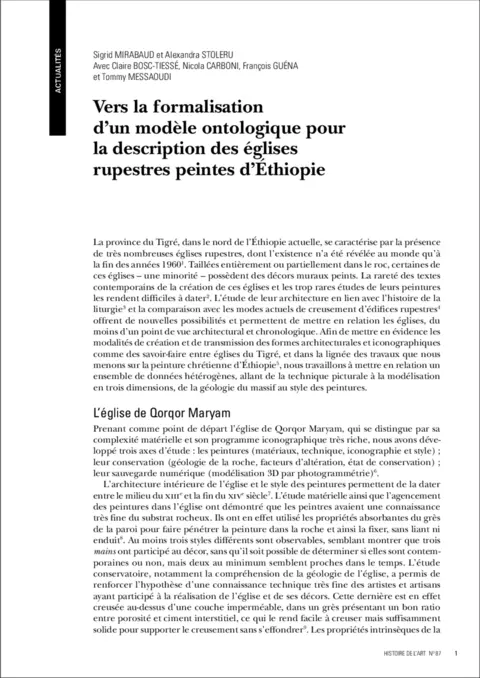 ACTUALITÉS
Sigrid MIRABAUD et Alexandra STOLERU
Avec Claire BOSC-TIESSÉ, Nicola CARBONI, François GUÉNA
et Tommy MESSAOUDI
Vers la formalisation
d’un modèle ontologique pour
la description des églises
rupestres peintes d’Éthiopie
La province du Tigré, dans le nord de l’Éthiopie actuelle, se caractérise par la présence
de très nombreuses églises rupestres, dont l’existence n’a été révélée au monde qu’à
la fin des années 1960¹. Taillées entièrement ou partiellement dans le roc, certaines de
ces églises – une minorité – possèdent des décors muraux peints. La rareté des textes
contemporains de la création de ces églises et les trop rares études de leurs peintures
les rendent difficiles à dater². L’étude de leur architecture en lien avec l’histoire de la
liturgie³ et la comparaison avec les modes actuels de creusement d’édifices rupestres⁴
offrent de nouvelles possibilités et permettent de mettre en relation les églises, du
moins d’un point de vue architectural et chronologique. Afin de mettre en évidence les
modalités de création et de transmission des formes architecturales et iconographiques
comme des savoir-faire entre églises du Tigré, et dans la lignée des travaux que nous
menons sur la peinture chrétienne d’Éthiopie⁵, nous travaillons à mettre en relation un
ensemble de données hétérogènes, allant de la technique picturale à la modélisation
en trois dimensions, de la géologie du massif au style des peintures.
L’église de Qorqor Maryam
Prenant comme point de départ l’église de Qorqor Maryam, qui se distingue par sa
complexité matérielle et son programme iconographique très riche, nous avons déve-
loppé trois axes d’étude : les peintures (matériaux, technique, iconographie et style) ;
leur conservation (géologie de la roche, facteurs d’altération, état de conservation) ;
leur sauvegarde numérique (modélisation 3D par photogrammétrie)⁶.
L’architecture intérieure de l’église et le style des peintures permettent de la dater
entre le milieu du XIIIᵉ et la fin du XIVᵉ siècle⁷. L’étude matérielle ainsi que l’agencement
des peintures dans l’église ont démontré que les peintres avaient une connaissance
très fine du substrat rocheux. Ils ont en effet utilisé les propriétés absorbantes du grès
de la paroi pour faire pénétrer la peinture dans la roche et ainsi la fixer, sans liant ni
enduit⁸. Au moins trois styles différents sont observables, semblant montrer que trois
mains ont participé au décor, sans qu’il soit possible de déterminer si elles sont contem-
poraines ou non, mais deux au minimum semblent proches dans le temps. L’étude
conservatoire, notamment la compréhension de la géologie de l’église, a permis de
renforcer l’hypothèse d’une connaissance technique très fine des artistes et artisans
ayant participé à la réalisation de l’église et de ses décors. Cette dernière est en effet
creusée au-dessus d’une couche imperméable, dans un grès présentant un bon ratio
entre porosité et ciment interstitiel, ce qui le rend facile à creuser mais suffisamment
solide pour supporter le creusement sans s’effondrer⁹. Les propriétés intrinsèques de la
HISTOIRE DE L’ART N° 87 1